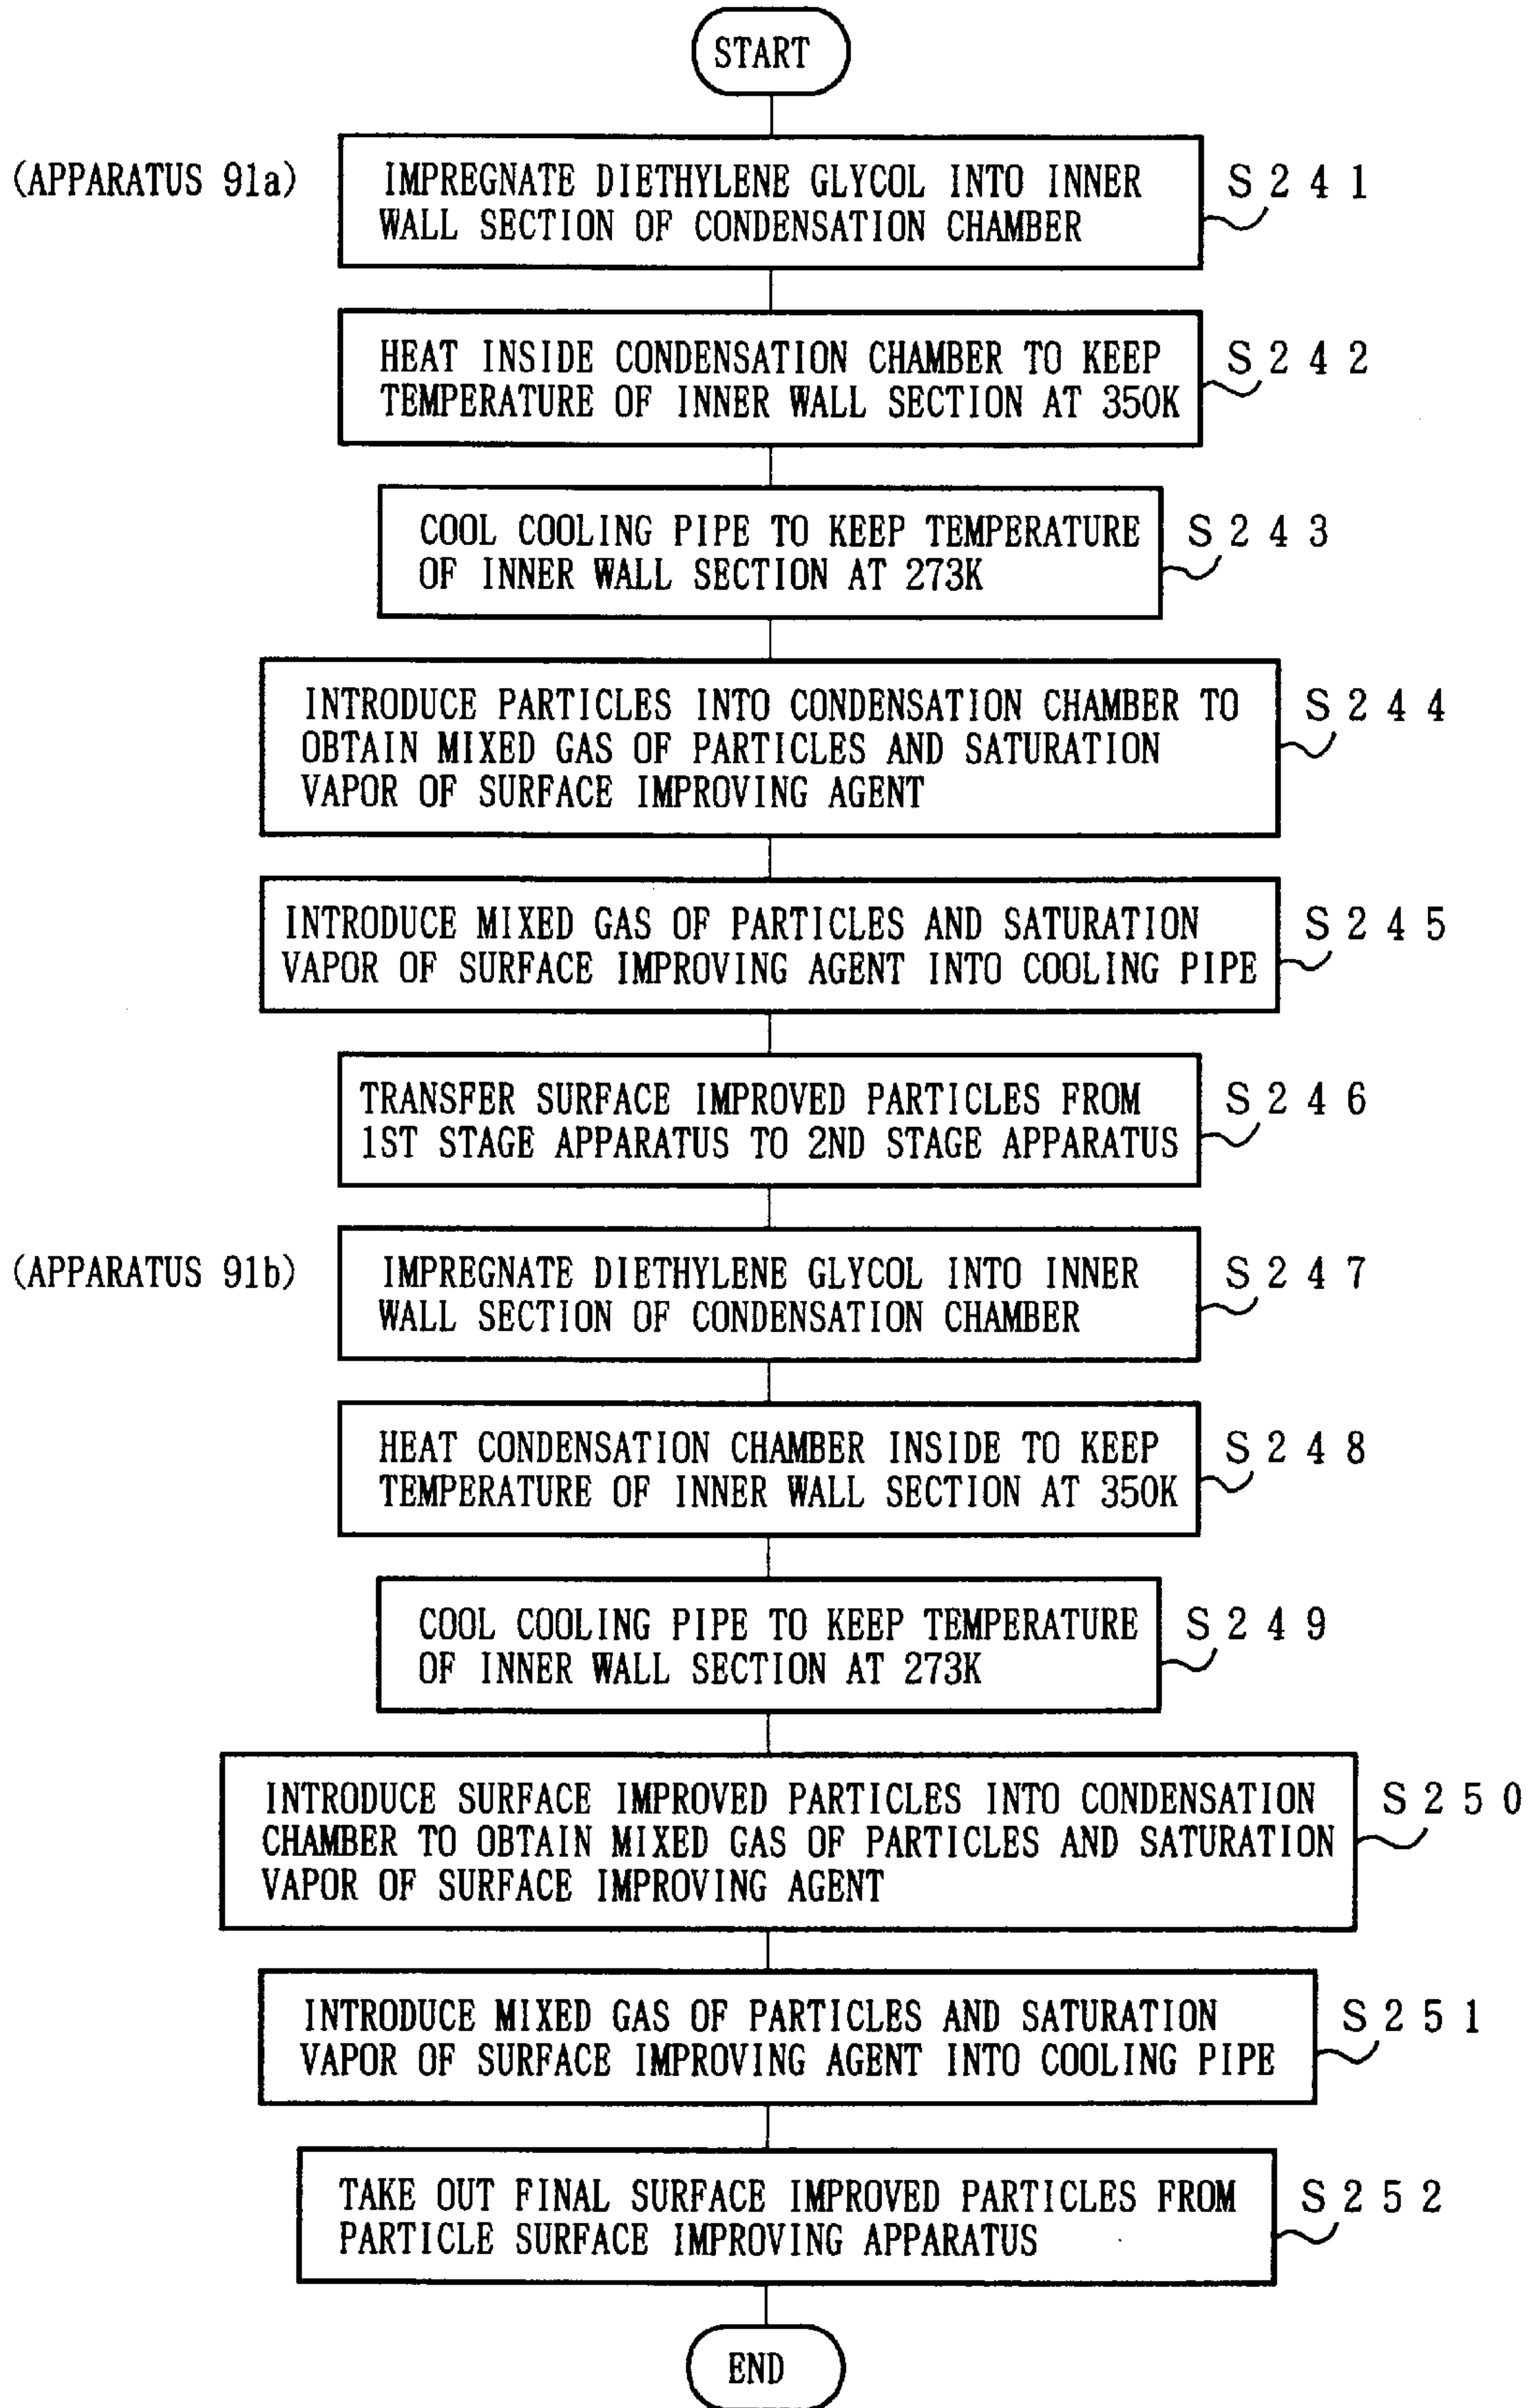 START
(APPARATUS 91a)
IMPREGNATE DIETHYLENE GLYCOL INTO INNER
WALL SECTION OF CONDENSATION CHAMBER
S241
HEAT INSIDE CONDENSATION CHAMBER TO KEEP
TEMPERATURE OF INNER WALL SECTION AT 350K
S242
COOL COOLING PIPE TO KEEP TEMPERATURE
OF INNER WALL SECTION AT 273K
S243
INTRODUCE PARTICLES INTO CONDENSATION CHAMBER TO
OBTAIN MIXED GAS OF PARTICLES AND SATURATION
VAPOR OF SURFACE IMPROVING AGENT
S244
INTRODUCE MIXED GAS OF PARTICLES AND SATURATION
VAPOR OF SURFACE IMPROVING AGENT INTO COOLING PIPE
S245
TRANSFER SURFACE IMPROVED PARTICLES FROM
1ST STAGE APPARATUS TO 2ND STAGE APPARATUS
S246
(APPARATUS 91b)
IMPREGNATE DIETHYLENE GLYCOL INTO INNER
WALL SECTION OF CONDENSATION CHAMBER
S247
HEAT CONDENSATION CHAMBER INSIDE TO KEEP
TEMPERATURE OF INNER WALL SECTION AT 350K
S248
COOL COOLING PIPE TO KEEP TEMPERATURE
OF INNER WALL SECTION AT 273K
S249
INTRODUCE SURFACE IMPROVED PARTICLES INTO CONDENSATION
CHAMBER TO OBTAIN MIXED GAS OF PARTICLES AND SATURATION
VAPOR OF SURFACE IMPROVING AGENT
S250
INTRODUCE MIXED GAS OF PARTICLES AND SATURATION
VAPOR OF SURFACE IMPROVING AGENT INTO COOLING PIPE
S251
TAKE OUT FINAL SURFACE IMPROVED PARTICLES FROM
PARTICLE SURFACE IMPROVING APPARATUS
S252
END